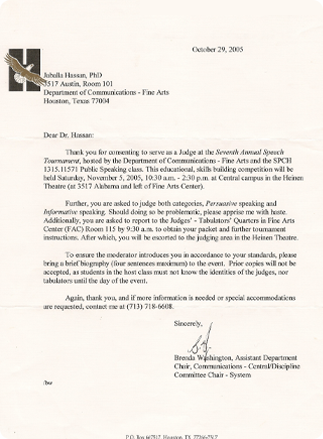 October 29, 2005
H
Jabulla Hassan, PhD
3517 Austin, Room 101
Department of Communications - Fine Arts
Houston, Texas 77004
Dear Dr. Hassan:
Thank you for consenting to serve as a Judge at the Seventh Annual Speech
Tournament, hosted by the Department of Communications - Fine Arts and the SPCH
1315.11571 Public Speaking class. This educational, skills building competition will be
held Saturday, November 5, 2005, 10:30 a.m. - 2:30 p.m. at Central campus in the Heinen
Theatre (at 3517 Alabama and left of Fine Arts Center).
Further, you are asked to judge both categories, Persuasive speaking and
Informative speaking. Should doing so be problematic, please apprise me with haste.
Additionally, you are asked to report to the Judges' - Tabulators' Quarters in Fine Arts
Center (FAC) Room 115 by 9:30 a.m. to obtain your packet and further tournament
instructions. After which, you will be escorted to the judging area in the Heinen Theatre.
To ensure the moderator introduces you in accordance to your standards, please
bring a brief biography (four sentences maximum) to the event. Prior copies will not be
accepted, as students in the host class must not know the identities of the judges, nor
tabulators until the day of the event.
Again, thank you, and if more information is needed or special accommodations
are requested, contact me at (713) 718-6608.
Sincerely,
Brenda Washington, Assistant Department
Chair, Communications - Central/Discipline
Committee Chair - System
/bw
P.O. Box 667517, Houston, TX